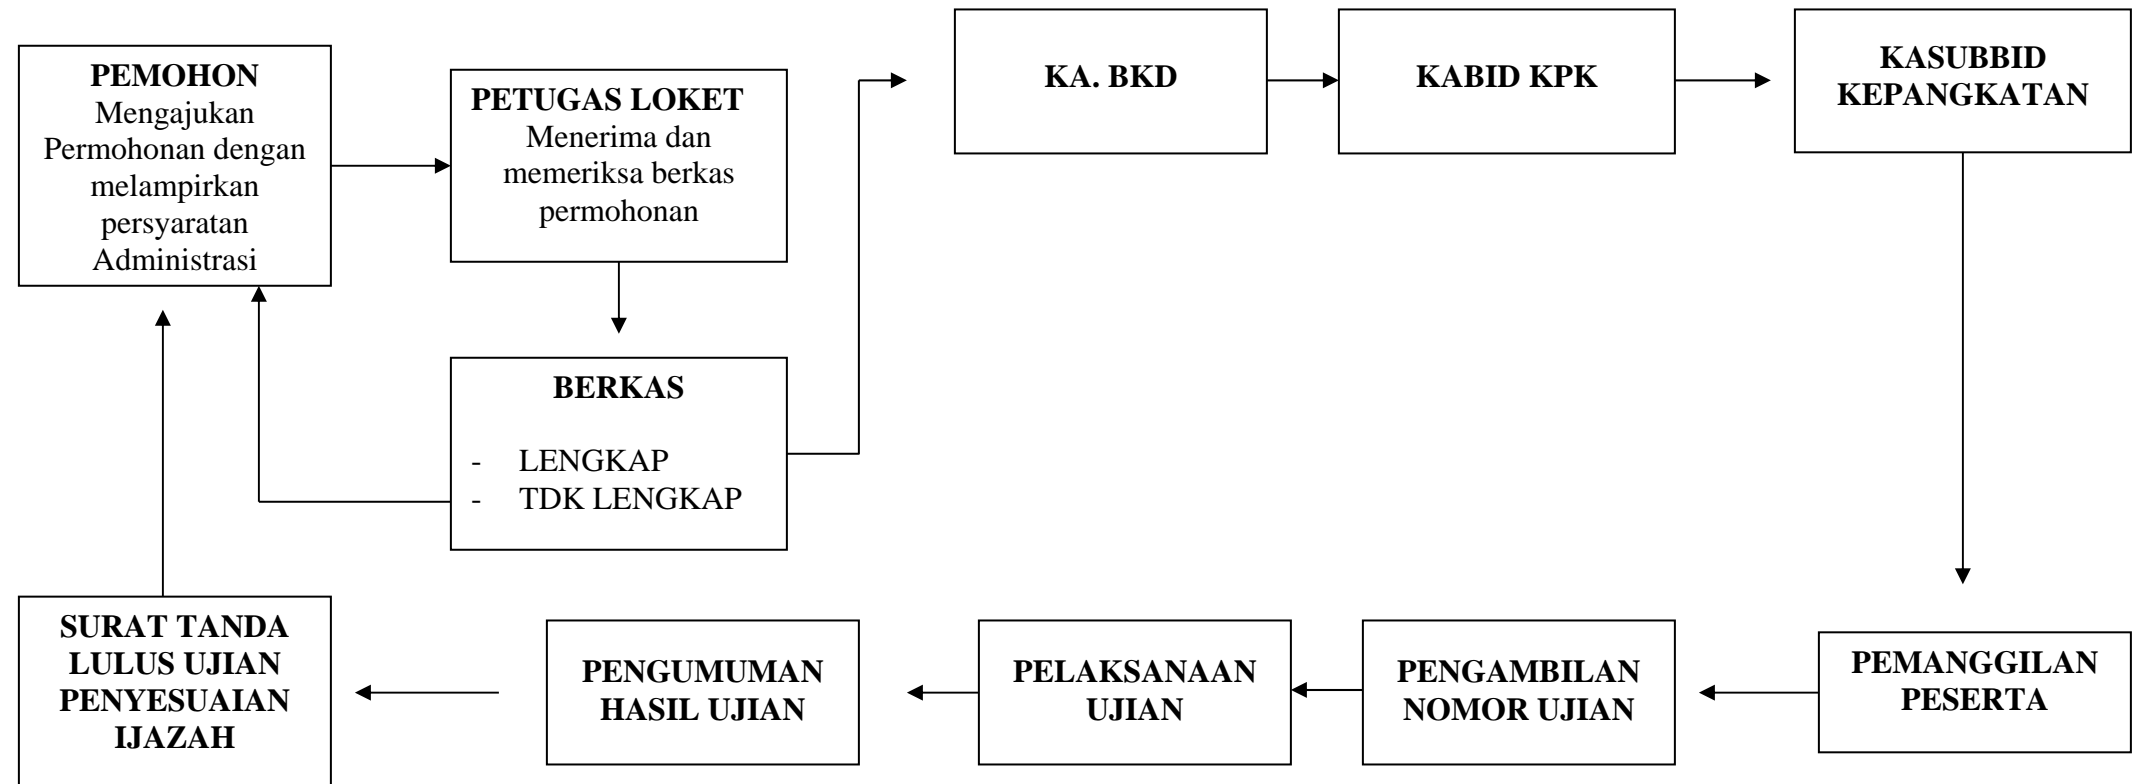 PEMOHON
Mengajukan
Permohonan dengan
melampirkan
persyaratan
Administrasi
PETUGAS LOKET
Menerima dan
memeriksa berkas
permohonan
BERKAS
- LENGKAP
- TDK LENGKAP
KA. BKD
KABID KPK
KASUBBID
KEPANGKATAN
PEMANGGILAN
PESERTA
PENGAMBILAN
NOMOR UJIAN
PELAKSANAAN
UJIAN
PENGUMUMAN
HASIL UJIAN
SURAT TANDA
LULUS UJIAN
PENYESUAIAN
IJAZAH